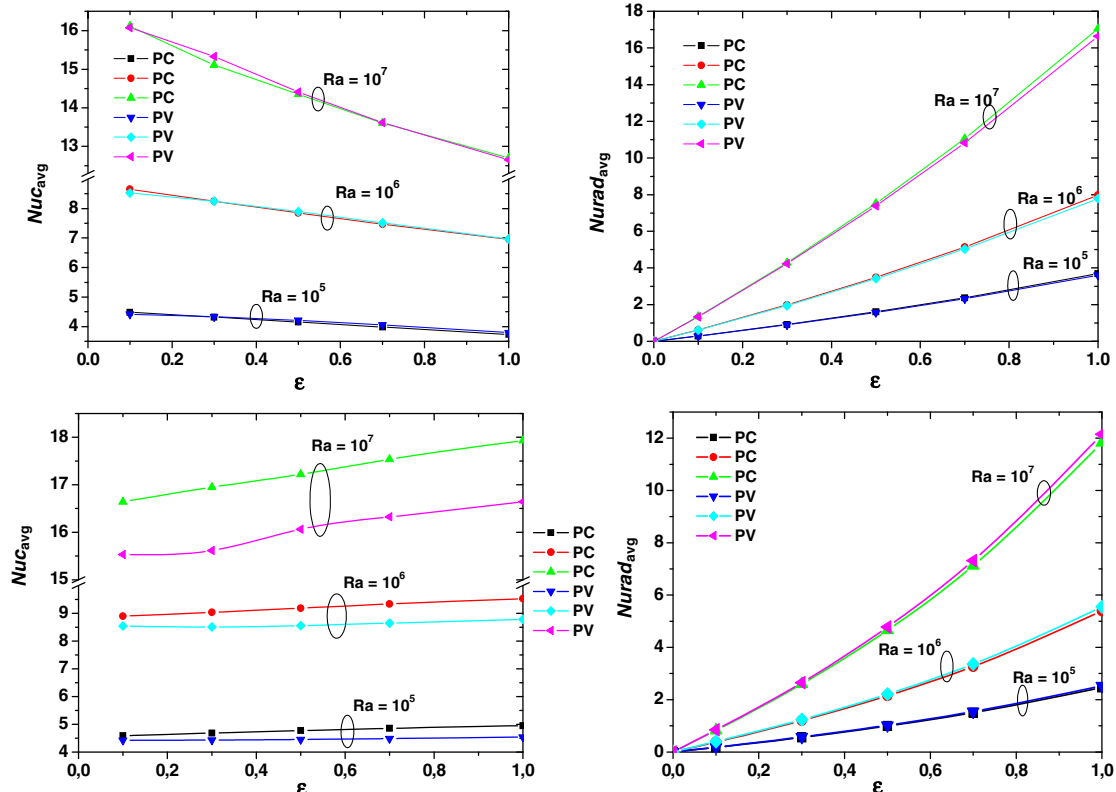 16
15
14
13
8
7
6
5
4
Nuc_avg
PC
PC
PC
PV
PV
PV
Ra = 10^7
Ra = 10^6
Ra = 10^5
0.0 0.2 0.4 0.6 0.8 1.0
ε
18
16
14
12
10
8
6
4
2
0
Nurad_avg
PC
PC
PC
PV
PV
PV
Ra = 10^7
Ra = 10^6
Ra = 10^5
0.0 0.2 0.4 0.6 0.8 1.0
ε
18
17
16
15
9
8
7
6
5
4
Nuc_avg
Ra = 10^7
Ra = 10^6
Ra = 10^5
PC
PC
PC
PV
PV
PV
0,0 0,2 0,4 0,6 0,8 1,0
ε
12
10
8
6
4
2
0
Nurad_avg
PC
PC
PC
PV
PV
PV
Ra = 10^7
Ra = 10^6
Ra = 10^5
0,0 0,2 0,4 0,6 0,8 1,0
ε